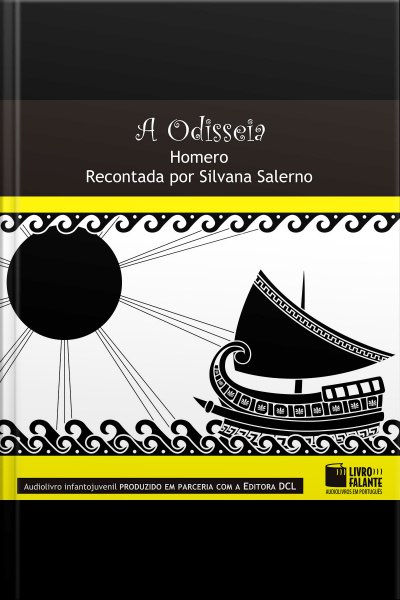 A Odisseia
Homero
Recontada por Silvana Salerno
Audiolivro infantojuvenil PRODUZIDO EM PARCERIA COM A EDITORA DCL
LIVRO
FALANTE
AUDIOLIVROS EM PORTUGUÊS